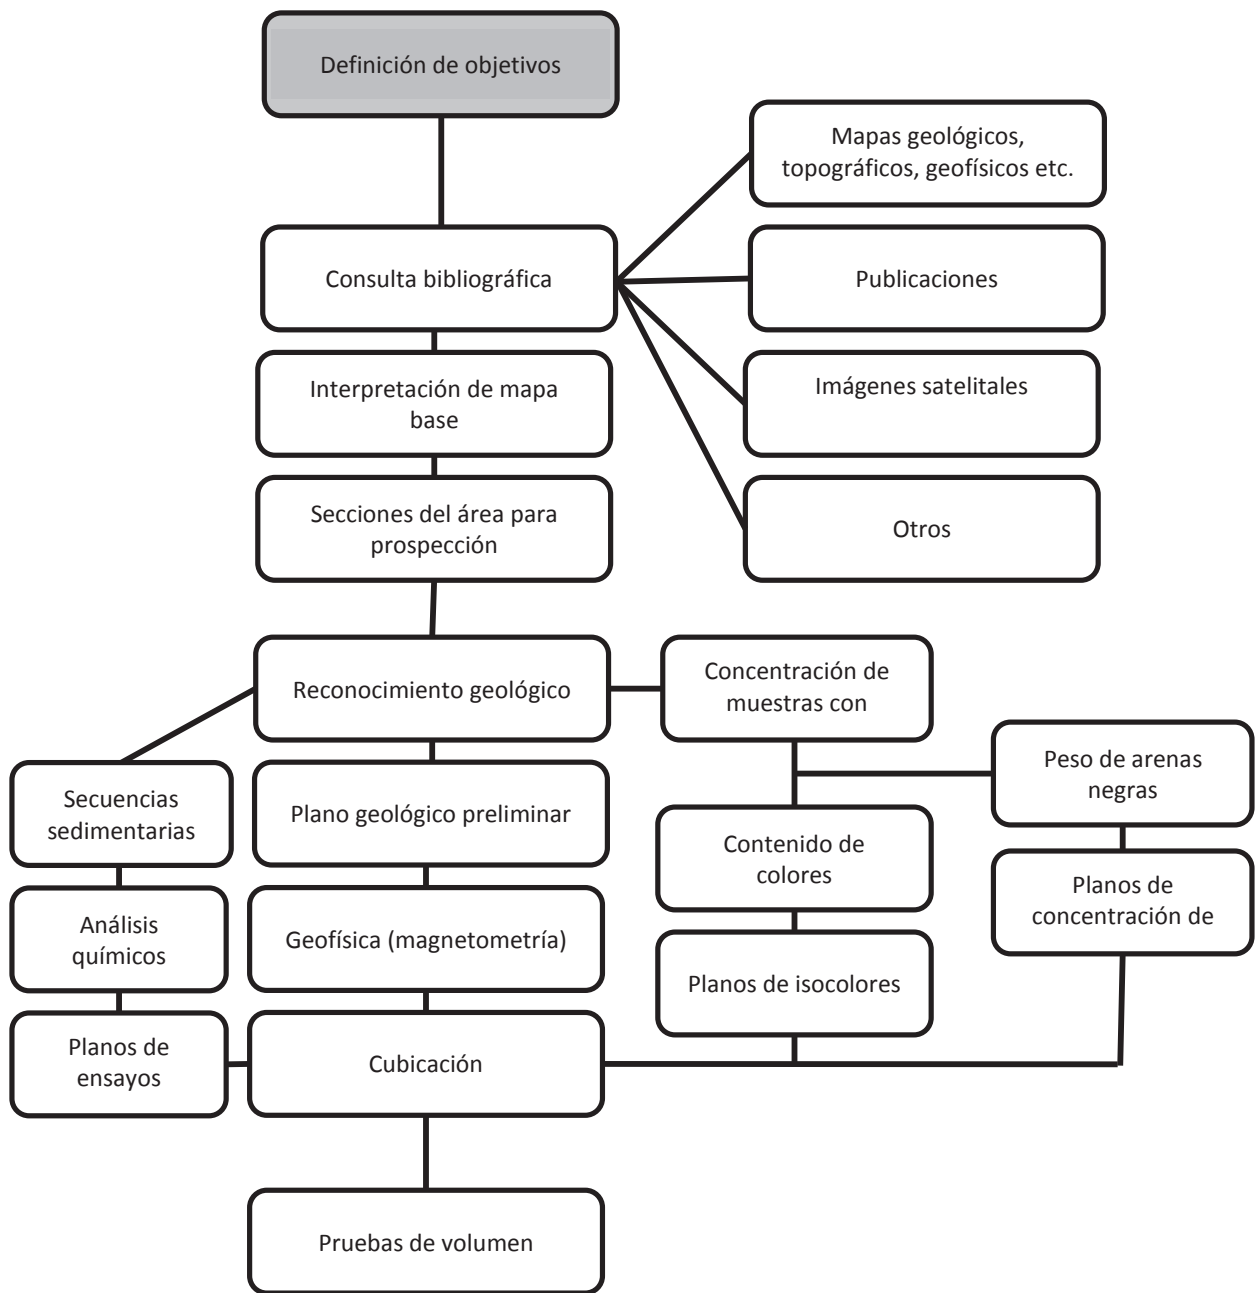 Definición de objetivos
Mapas geológicos,
topográficos, geofísicos etc.
Consulta bibliográfica
Publicaciones
Interpretación de mapa
base
Imágenes satelitales
Secciones del área para
prospección
Otros
Reconocimiento geológico
Concentración de
muestras con
Peso de arenas
negras
Secuencias
sedimentarias
Plano geológico preliminar
Contenido de
colores
Planos de
concentración de
Análisis
químicos
Geofísica (magnetometría)
Planos de isocolores
Planos de
ensayos
Cubicación
Pruebas de volumen